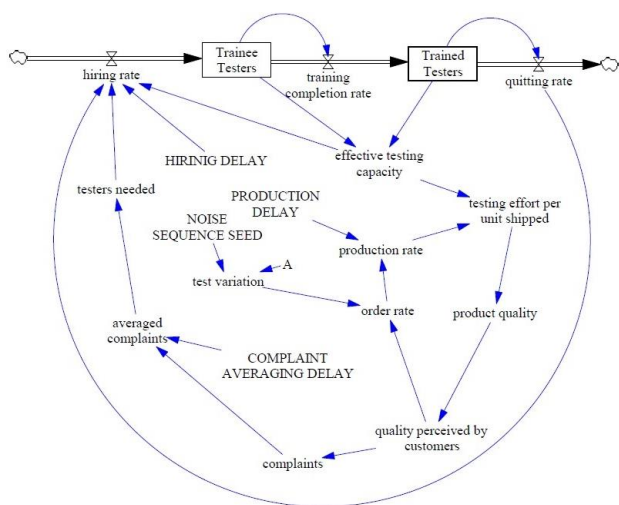 Trainee
Testers
Trained
Testers
hiring rate
training
completion rate
quitting rate
HIRINIG DELAY
effective testing
capacity
testers needed
PRODUCTION
DELAY
testing effort per
unit shipped
NOISE
SEQUENCE SEED
production rate
A
test variation
order rate
product quality
averaged
complaints
COMPLAINT
AVERAGING DELAY
quality perceived by
customers
complaints